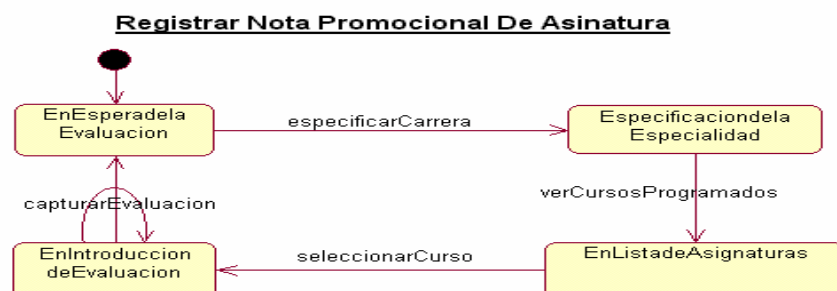 Registrar Nota Promocional De Asinatura
EnEsperadela
Evaluacion
especificarCarrera
Especificaciondela
Especialidad
verCursosProgramados
capturarEvaluacion
EnIntroduccion
deEvaluacion
seleccionarCurso
EnListadeAsignaturas